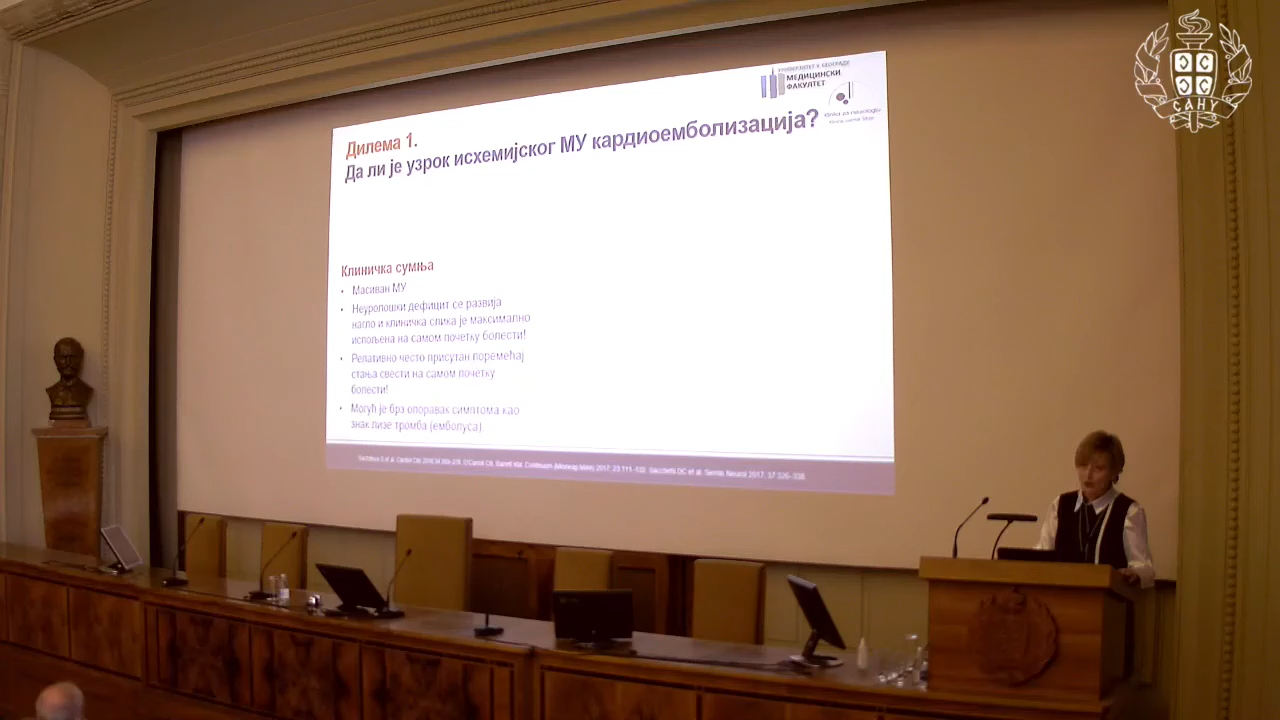 УНИВЕРЗИТЕТ У БЕОГРАДУ
МЕДИЦИНСКИ
ФАКУЛТЕТ
Дилема 1.
Да ли је узрок исхемијског МУ кардиоемболизација?
Клиничка сумња
• Масиван МУ
• Неуролошки дефицит се развија
нагло и клиничка слика је максимално
испољена на самом почетку болести!
• Релативно често присутан поремећај
стања свести на самом почетку
болести!
• Могућ је брз опоравак симптома као
знак лизе тромба (емболуса)
САНУ